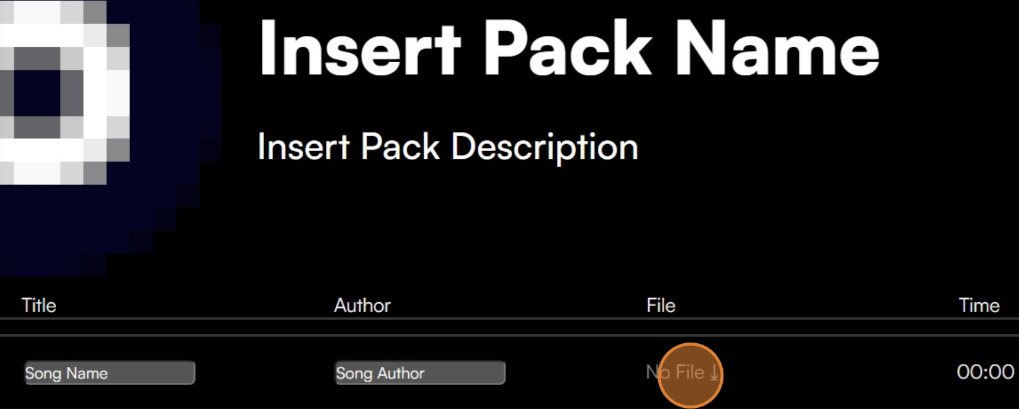 Insert Pack Name
Insert Pack Description
Title Author File Time
Song Name Song Author No File ↓ 00:00